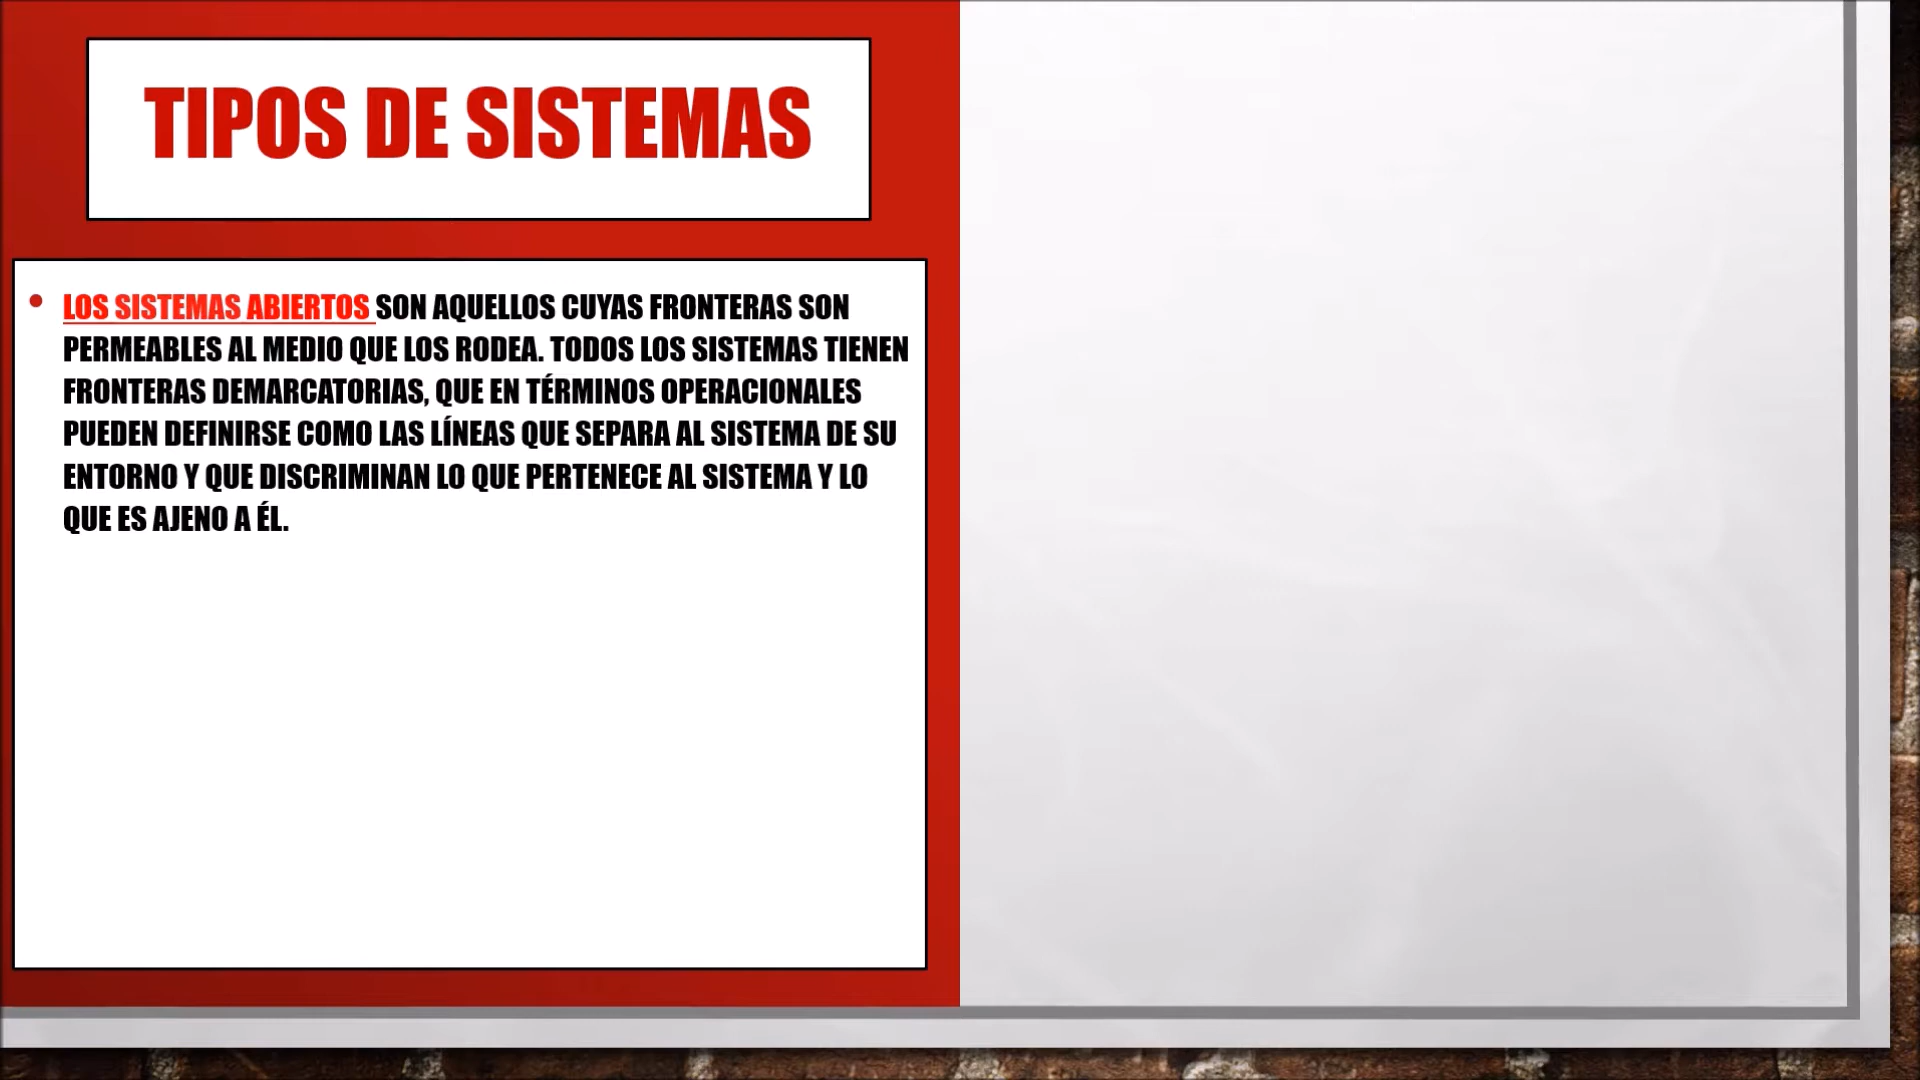 TIPOS DE SISTEMAS
• LOS SISTEMAS ABIERTOS SON AQUELLOS CUYAS FRONTERAS SON
PERMEABLES AL MEDIO QUE LOS RODEA. TODOS LOS SISTEMAS TIENEN
FRONTERAS DEMARCATORIAS, QUE EN TÉRMINOS OPERACIONALES
PUEDEN DEFINIRSE COMO LAS LÍNEAS QUE SEPARA AL SISTEMA DE SU
ENTORNO Y QUE DISCRIMINAN LO QUE PERTENECE AL SISTEMA Y LO
QUE ES AJENO A ÉL.